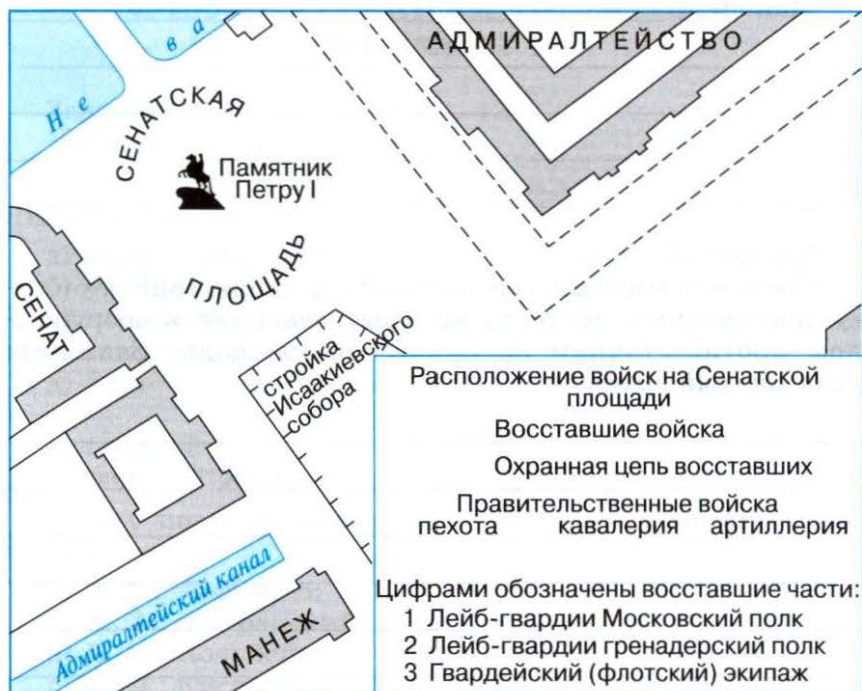 Нева
АДМИРАЛТЕЙСТВО
СЕНАТСКАЯ
Памятник
Петру I
ПЛОЩАДЬ
СЕНАТ
стройка
Исаакиевского
собора
Адмиралтейский канал
МАНЕЖ
Расположение войск на Сенатской
площади
Восставшие войска
Охранная цепь восставших
Правительственные войска
пехота кавалерия артиллерия
Цифрами обозначены восставшие части:
1 Лейб-гвардии Московский полк
2 Лейб-гвардии гренадерский полк
3 Гвардейский (флотский) экипаж